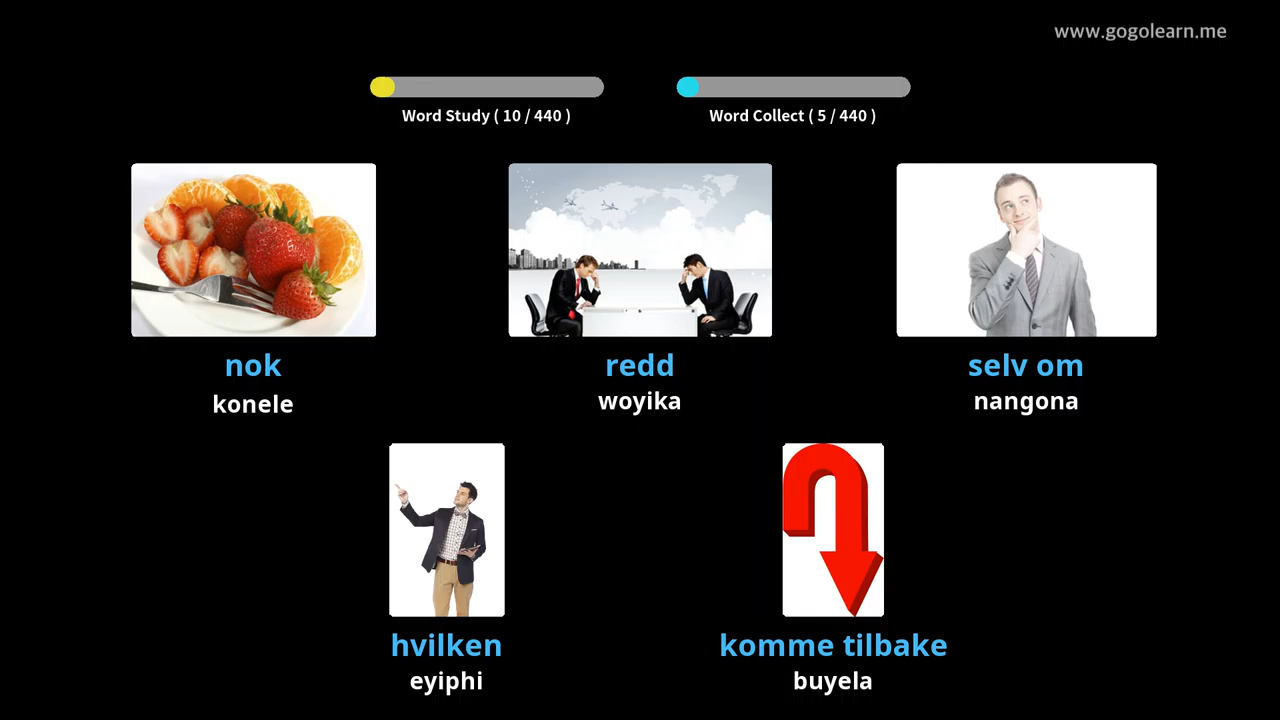 www.gogolearn.me
Word Study ( 10 / 440 )
Word Collect ( 5 / 440 )
nok
konele
redd
woyika
selv om
nangona
hvilken
eyiphi
komme tilbake
buyela